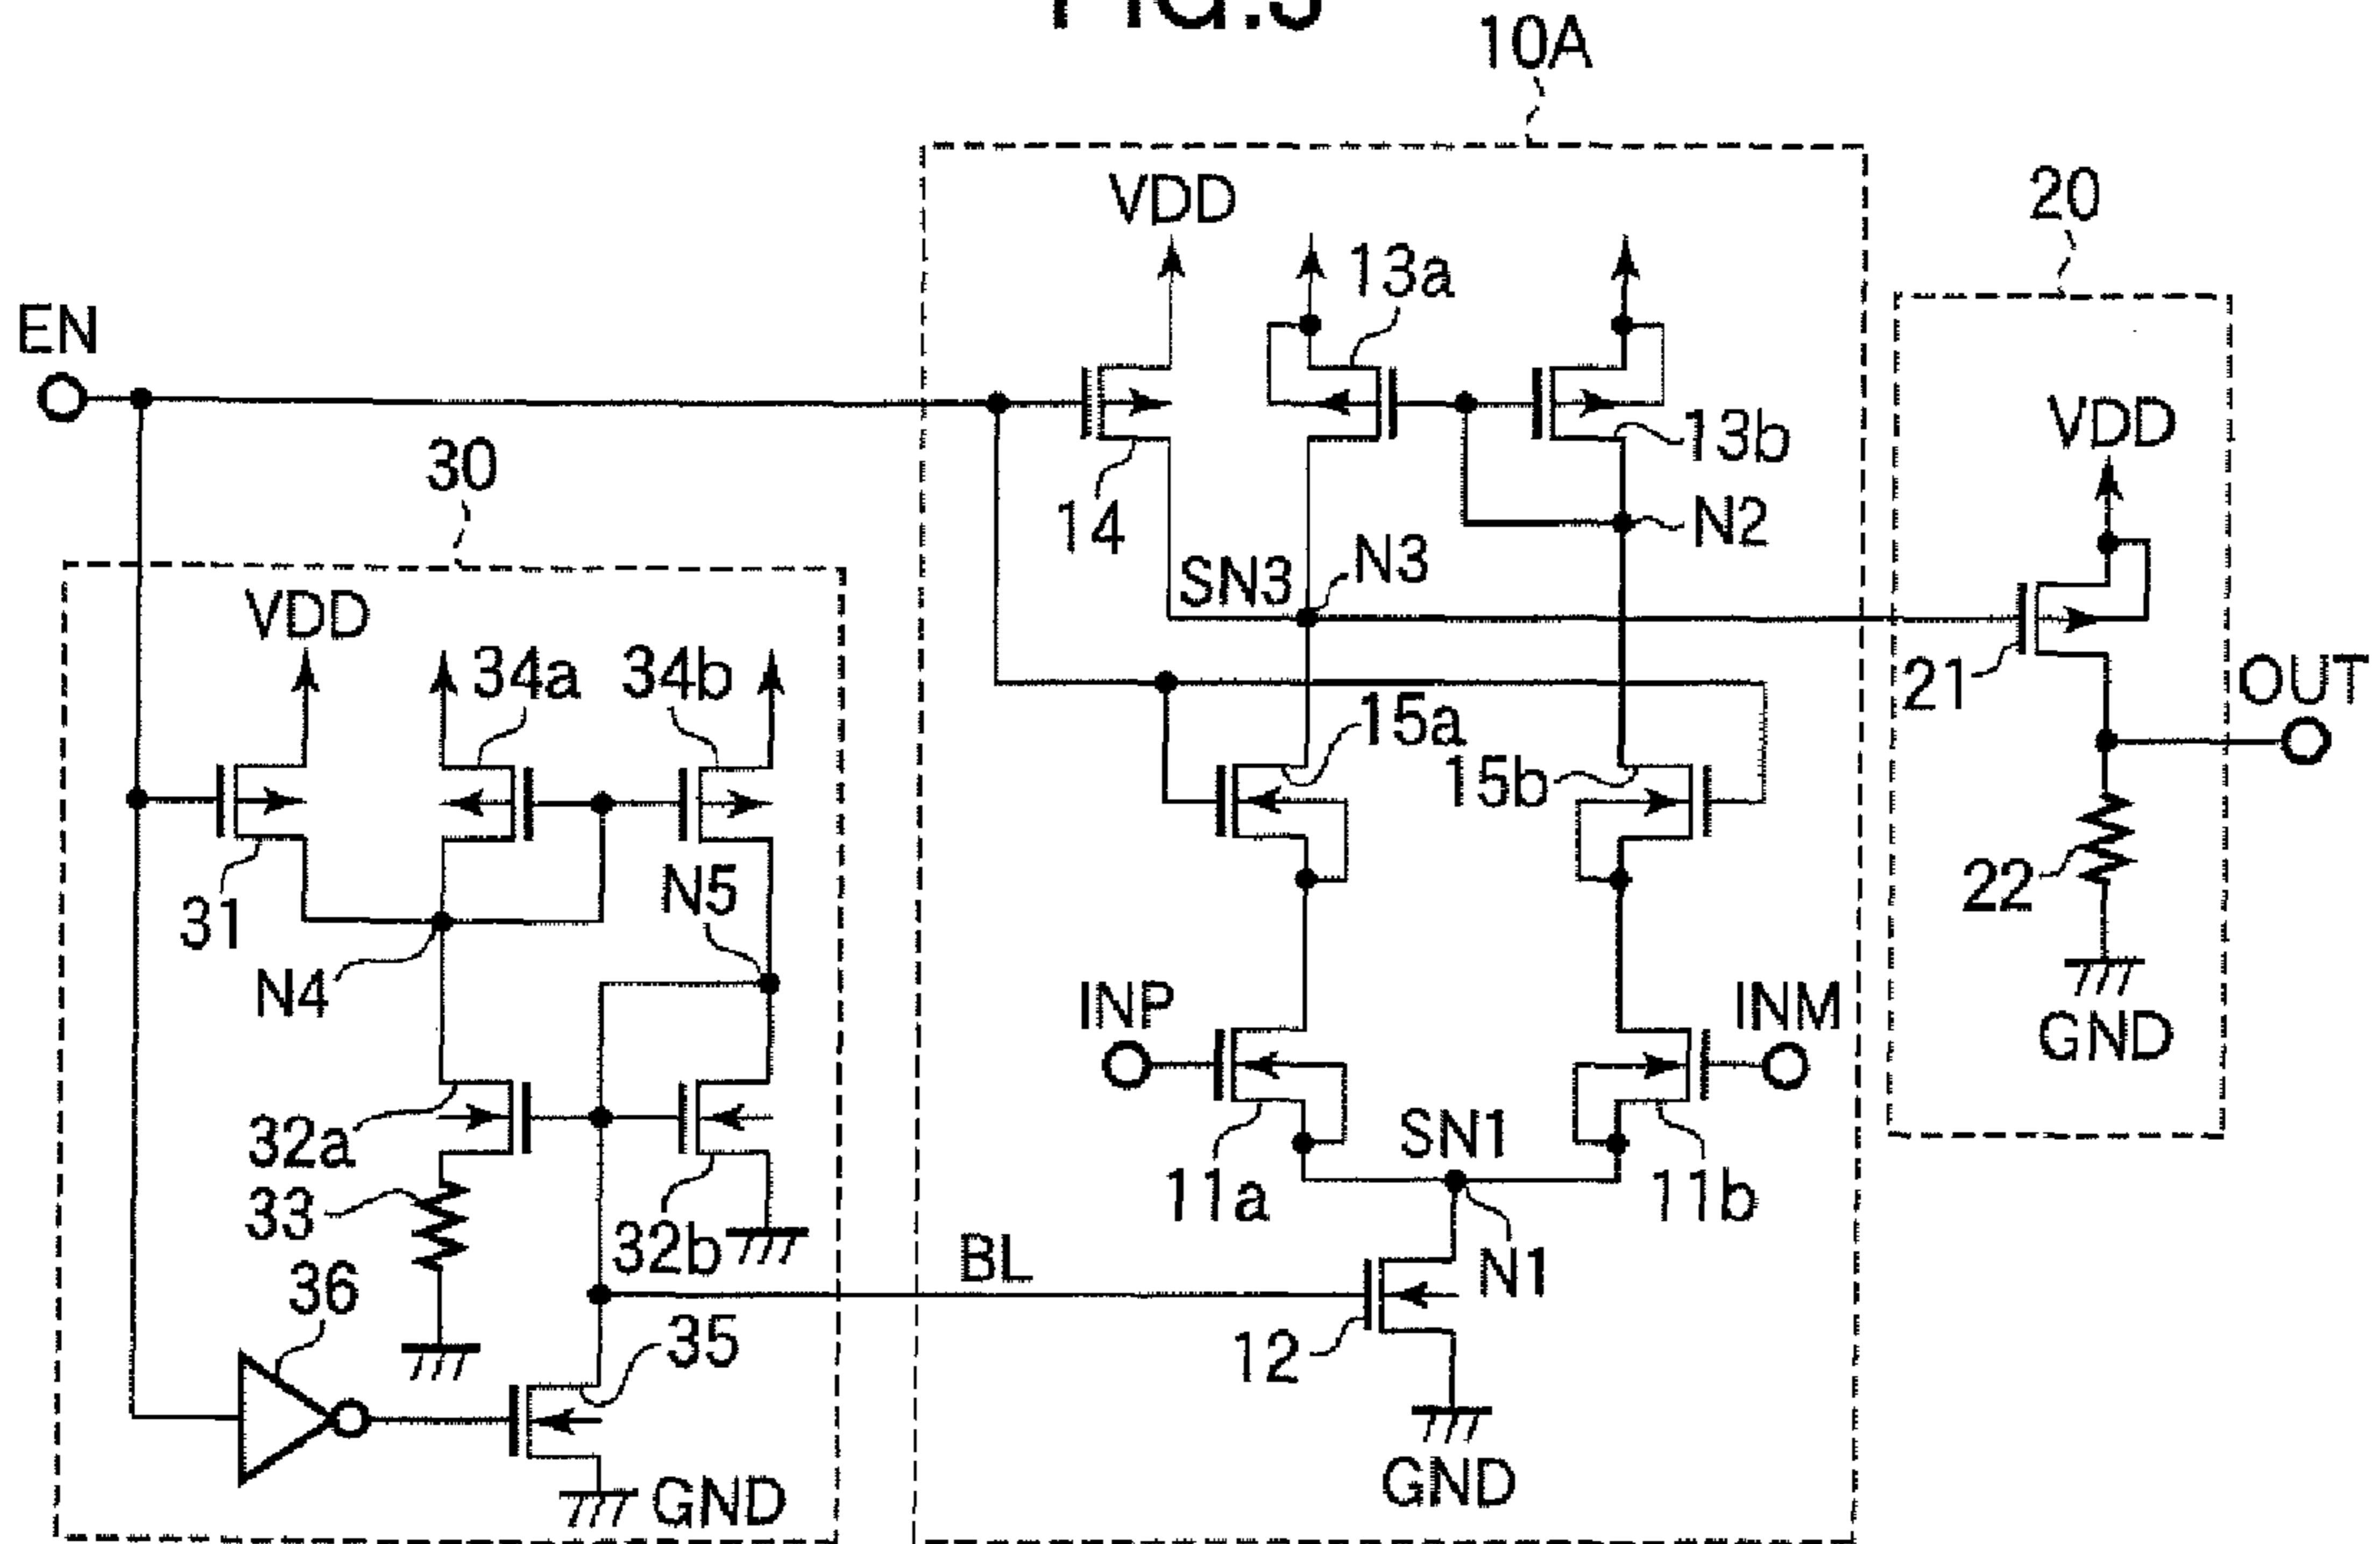 10A
VDD
20
13a
EN
VDD
13b
30
14
N2
N3
SN3
VDD
34a
34b
21
OUT
15a
15b
N5
22
31
N4
INP
INM
GND
32a
SN1
11a
11b
33
32b
BL
N1
36
35
12
GND
GND